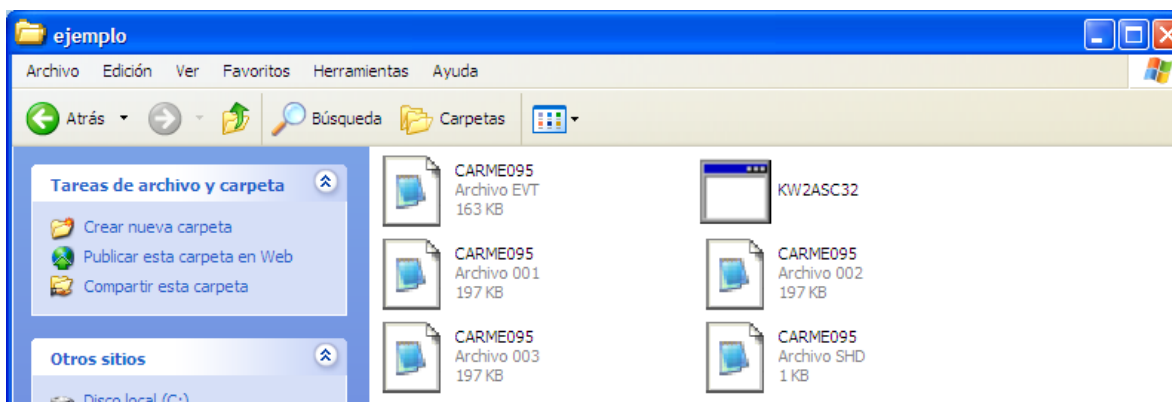 ejemplo
Archivo Edición Ver Favoritos Herramientas Ayuda
Atrás Búsqueda Carpetas
Tareas de archivo y carpeta
Crear nueva carpeta
Publicar esta carpeta en Web
Compartir esta carpeta
Otros sitios
Disco local (C:)
CARME095
Archivo EVT
163 KB
KW2ASC32
CARME095
Archivo 001
197 KB
CARME095
Archivo 002
197 KB
CARME095
Archivo 003
197 KB
CARME095
Archivo SHD
1 KB